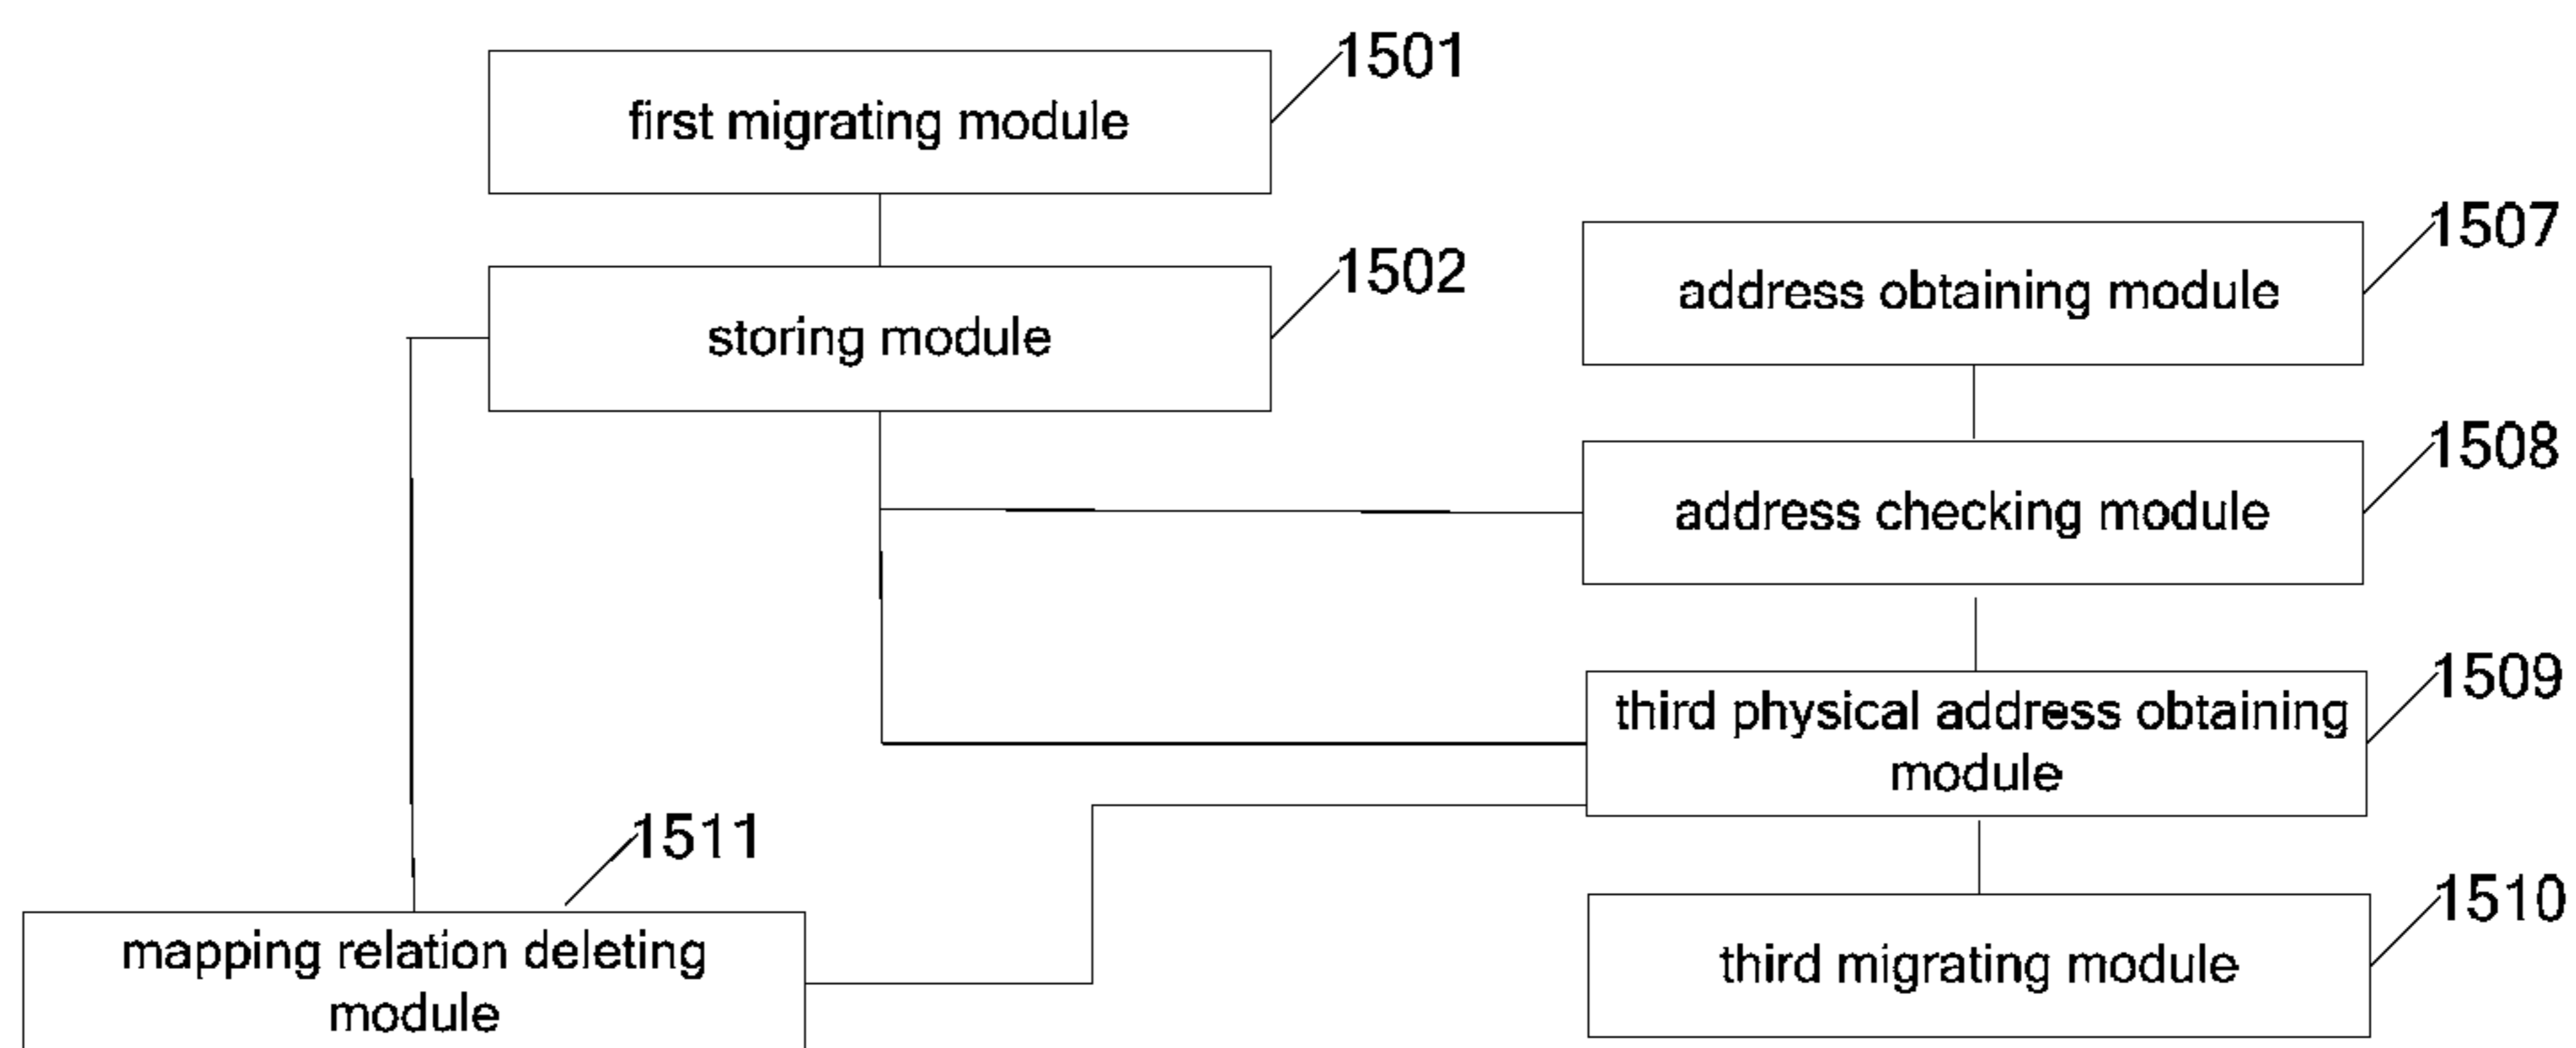 1501
first migrating module
1507
1502
address obtaining module
storing module
1508
address checking module
1509
third physical address obtaining
module
1511
1510
mapping relation deleting
module
third migrating module